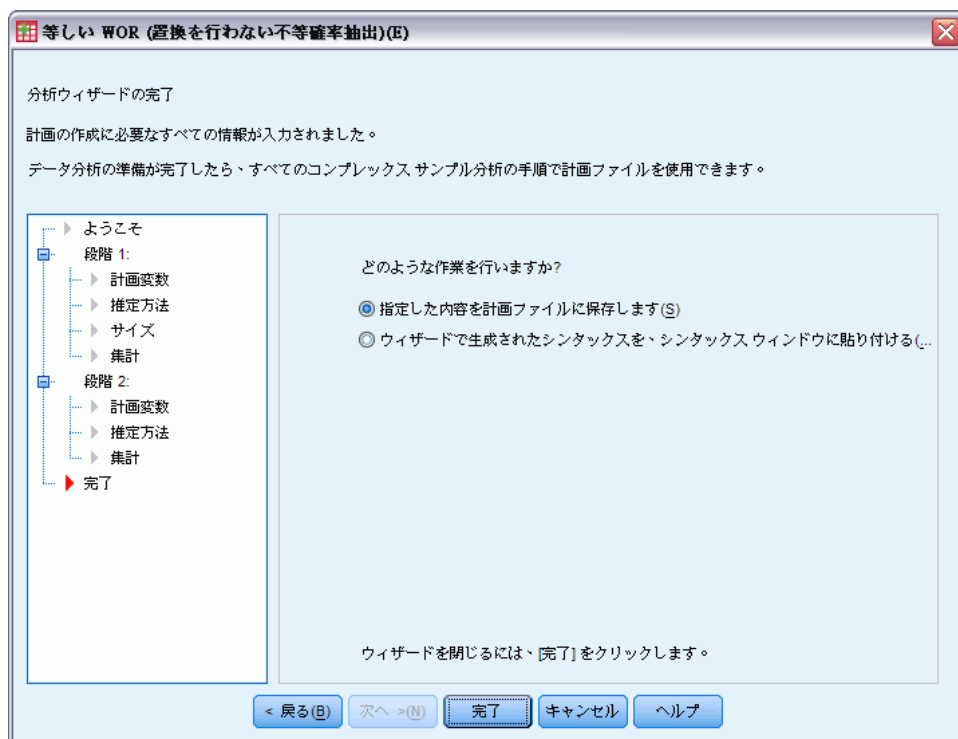 等しい WOR (置換を行わない不等確率抽出)(E)
分析ウィザードの完了
計画の作成に必要なすべての情報が入力されました。
データ分析の準備が完了したら、すべてのコンプレックス サンプル分析の手順で計画ファイルを使用できます。
ようこそ
段階 1:
計画変数
推定方法
サイズ
集計
段階 2:
計画変数
推定方法
集計
完了
どのような作業を行いますか?
指定した内容を計画ファイルに保存します(S)
ウィザードで生成されたシンタックスを、シンタックス ウィンドウに貼り付ける(...
ウィザードを閉じるには、[完了] をクリックします。
< 戻る(B)
次へ >(N)
完了
キャンセル
ヘルプ